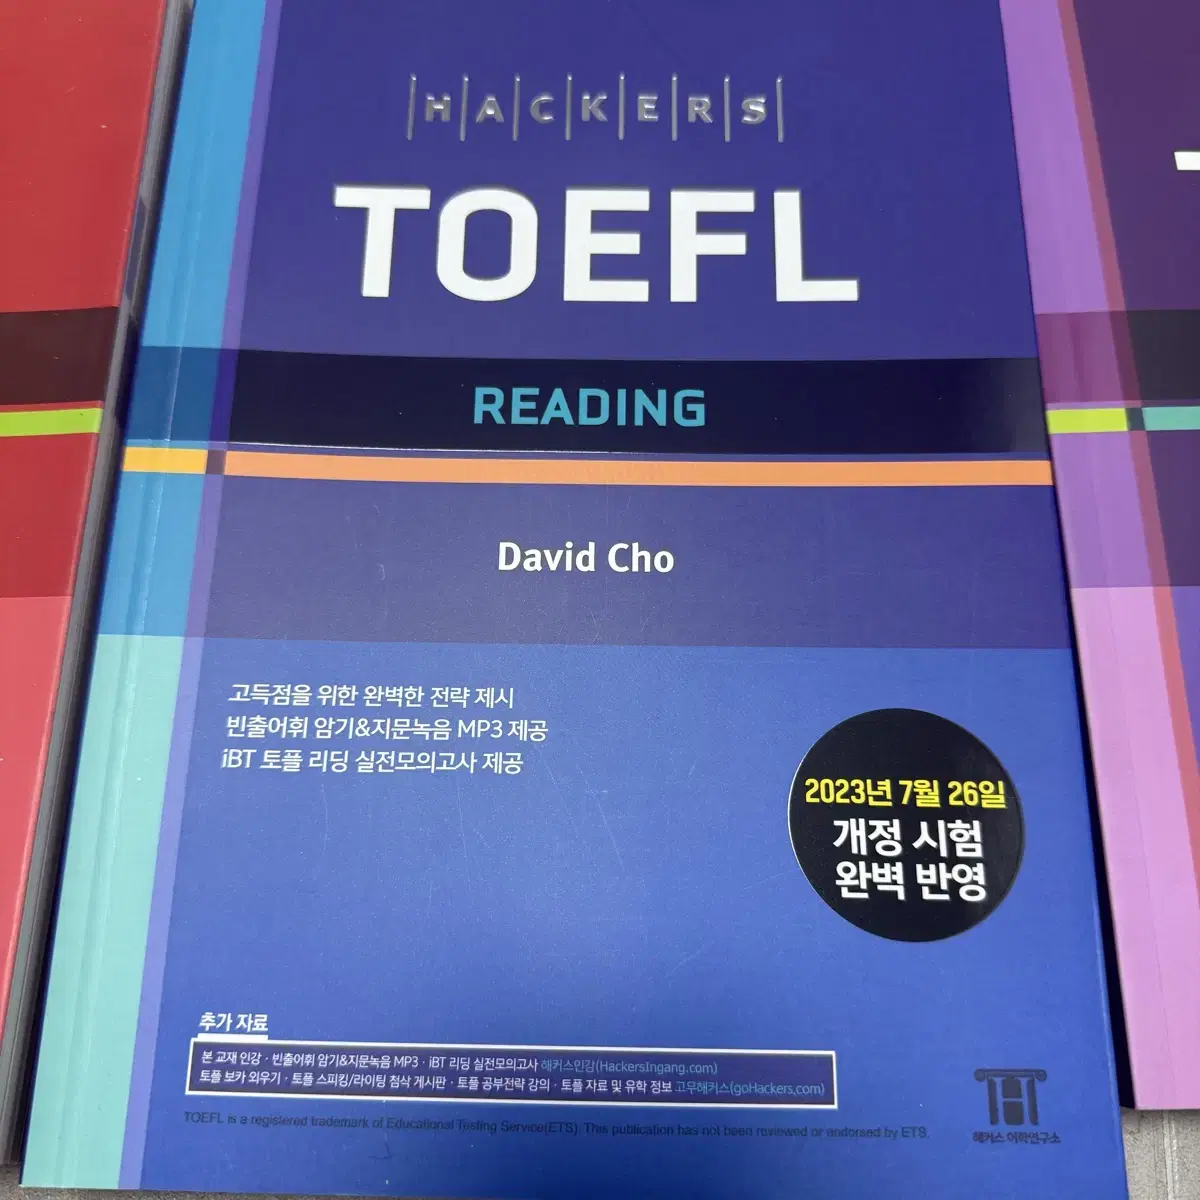 HACKERS
TOEFL
READING
David Cho
고득점을 위한 완벽한 전략 제시
빈출어휘 암기&지문녹음 MP3 제공
iBT 토플 리딩 실전모의고사 제공
2023년 7월 26일
개정 시험
완벽 반영
추가 자료
본 교재 인강 · 빈출어휘 암기&지문녹음 MP3 · iBT 리딩 실전모의고사 해커스인강(HackersIngang.com)
토플 보카 외우기 · 토플 스피킹/라이팅 첨삭 게시판 · 토플 공부전략 강의 · 토플 자료 및 유학 정보 고우해커스(goHackers.com)
TOEFL is a registered trademark of Educational Testing Service(ETS). This publication has not been reviewed or endorsed by ETS.
해커스 어학연구소